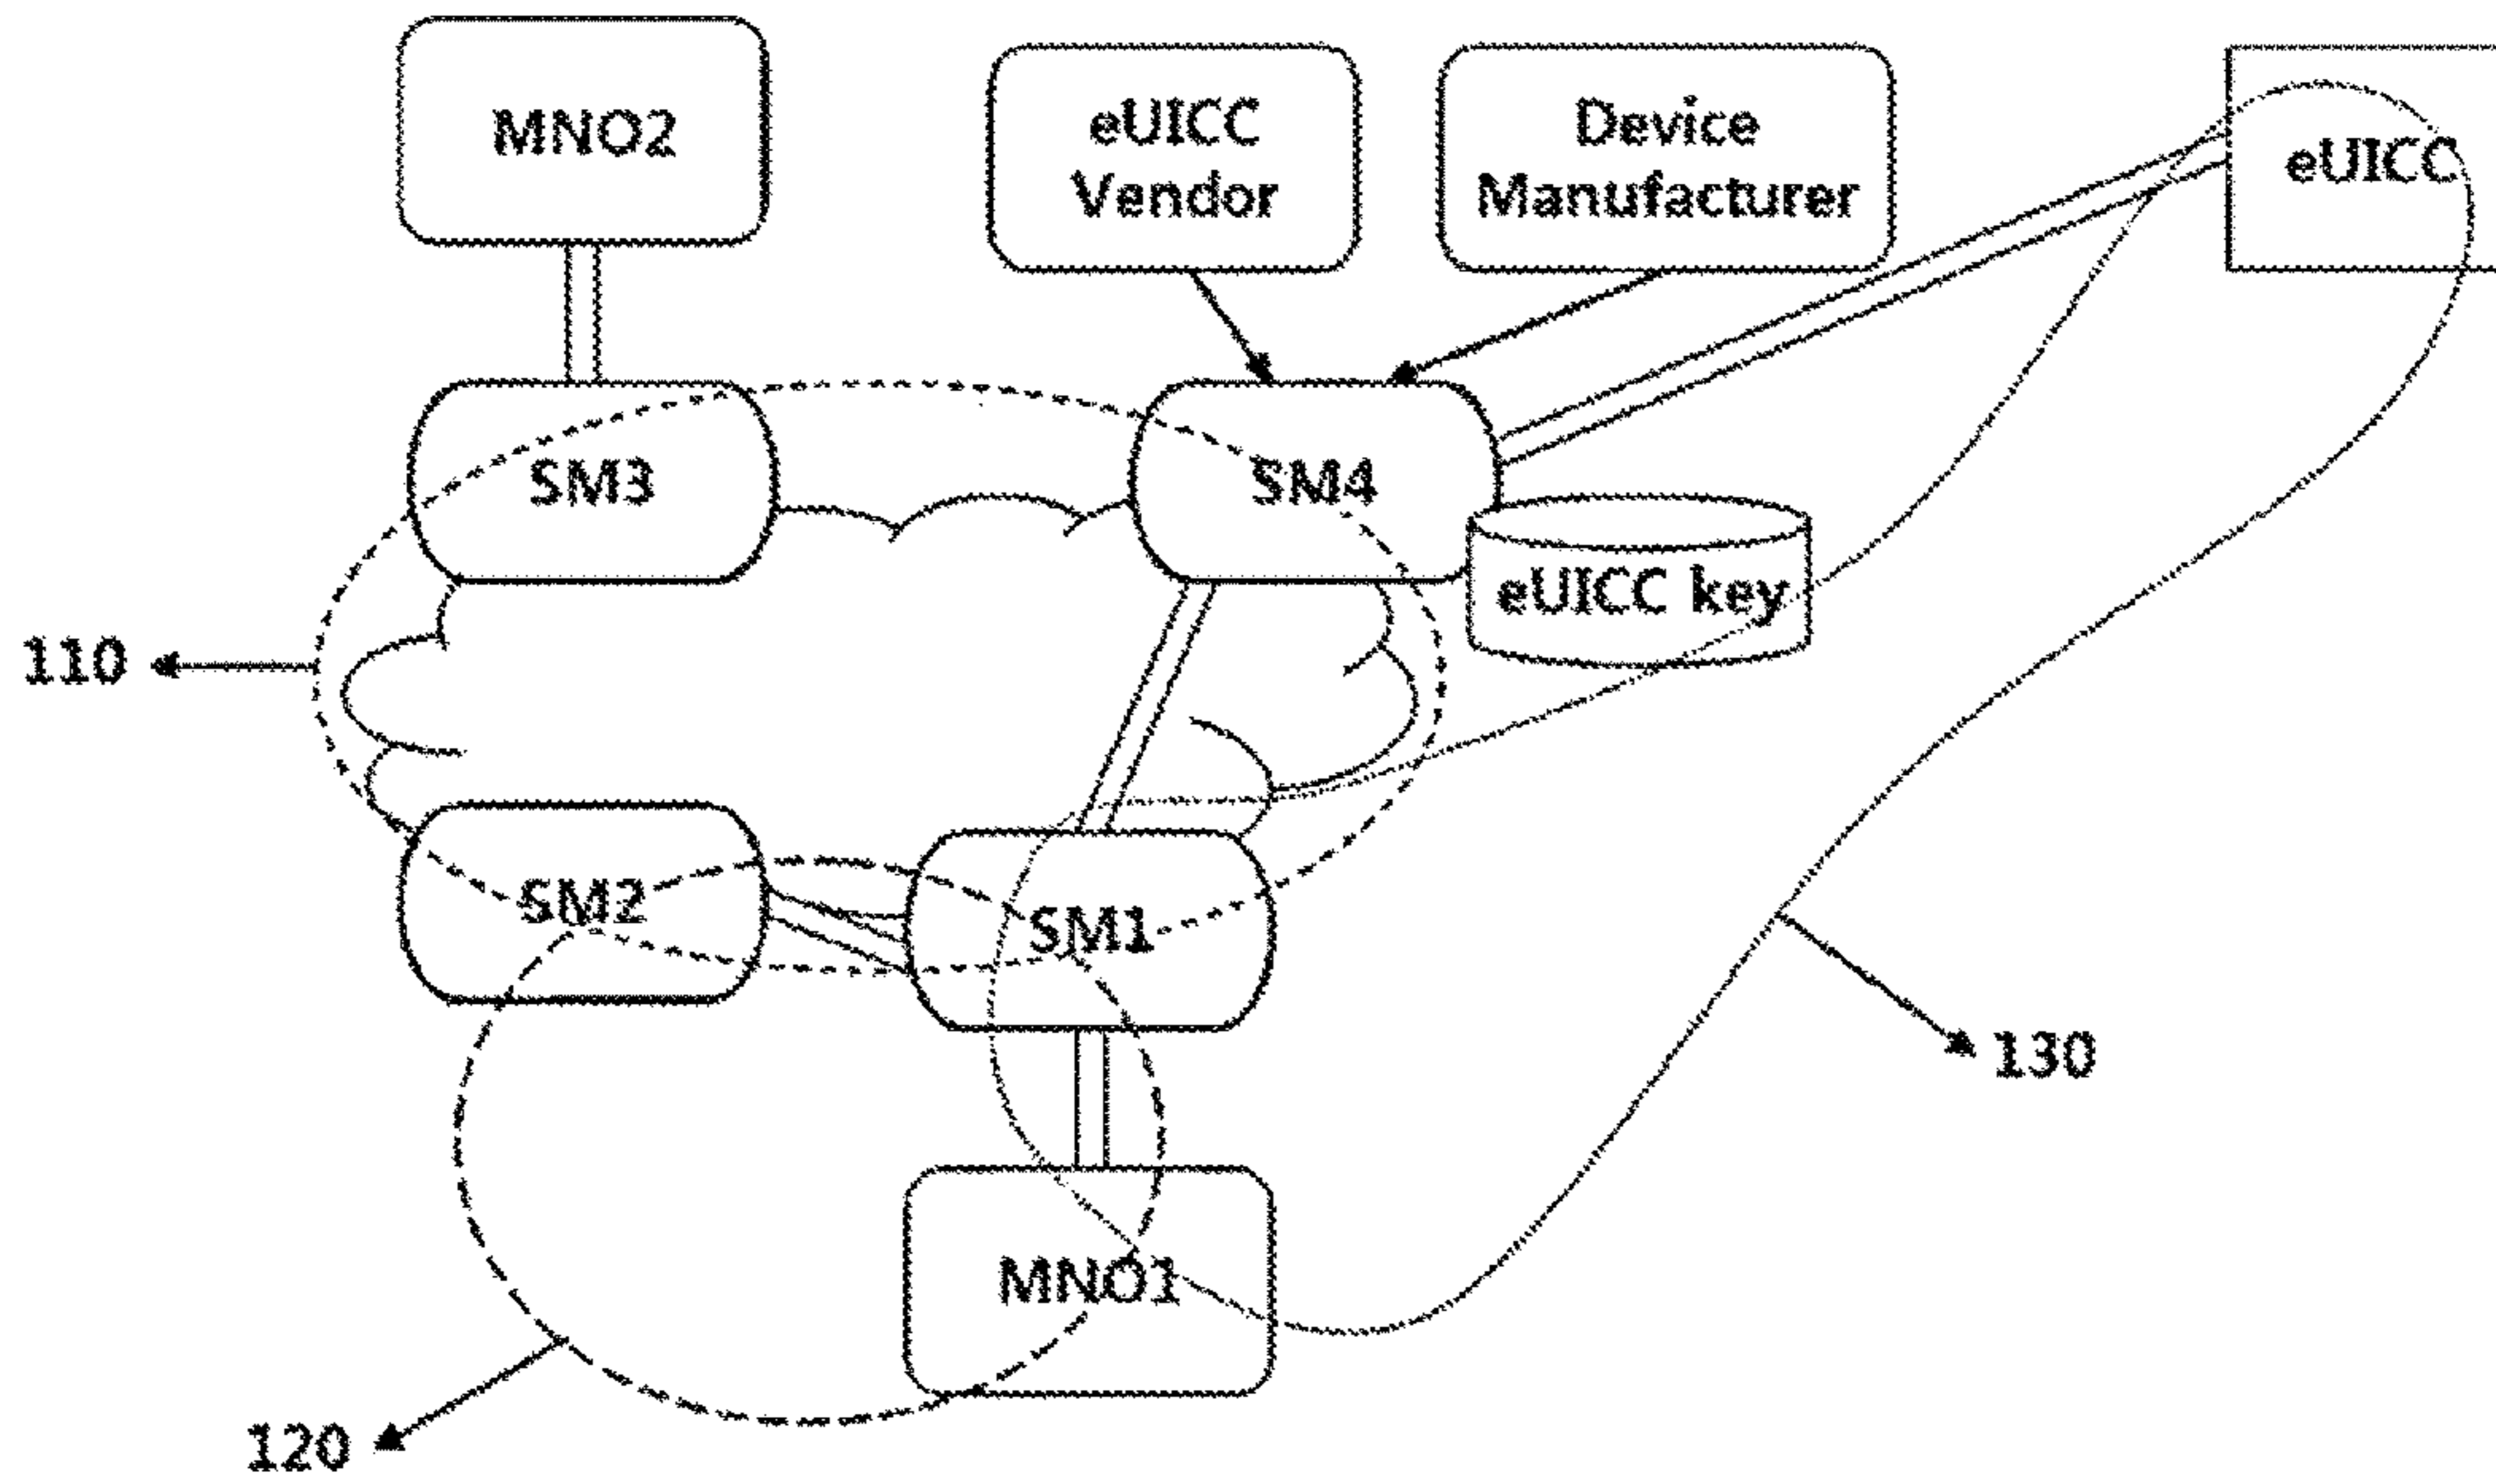 MNO2
eUICC
Vendor
Device
Manufacturer
eUICC
SM3
SM4
eUICC key
110
SM2
SM1
130
MNO1
120